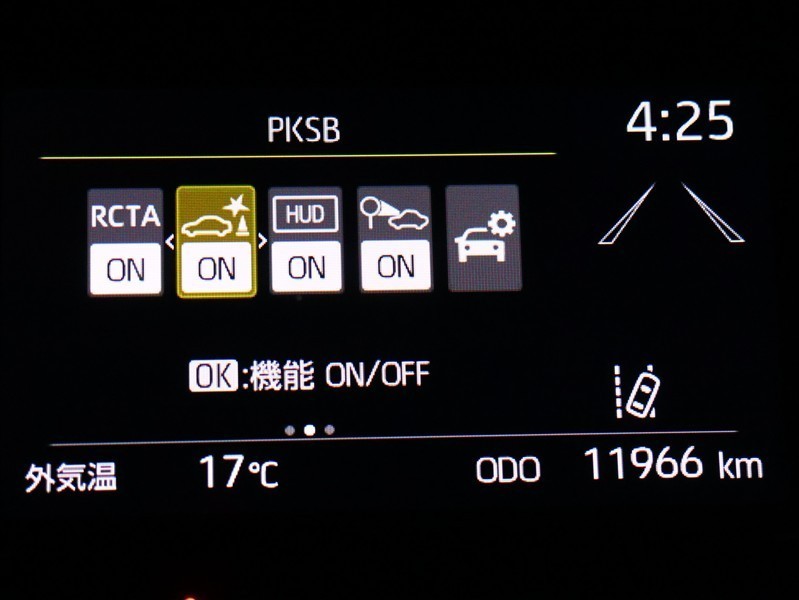 PKSB
4:25
RCTA
HUD
ON
ON
ON
ON
OK:機能 ON/OFF
外気温 17℃ ODO 11966 km